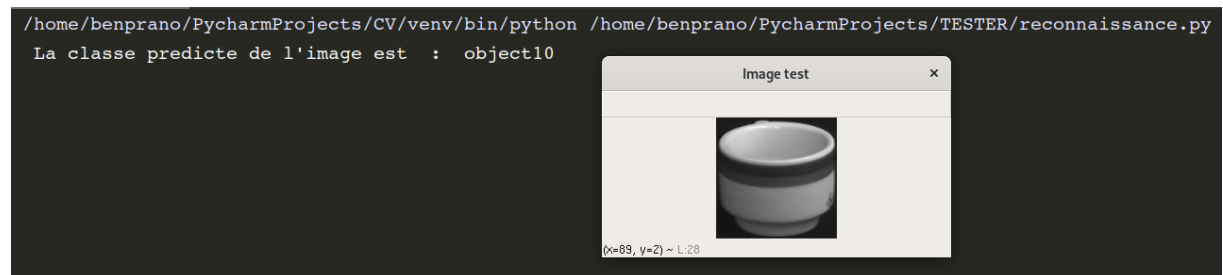 /home/benprano/PycharmProjects/CV/venv/bin/python /home/benprano/PycharmProjects/TESTER/reconnaissance.py
La classe predicte de l'image est  :  object10
Image test ×
(x=89, y=2) ~ L:28